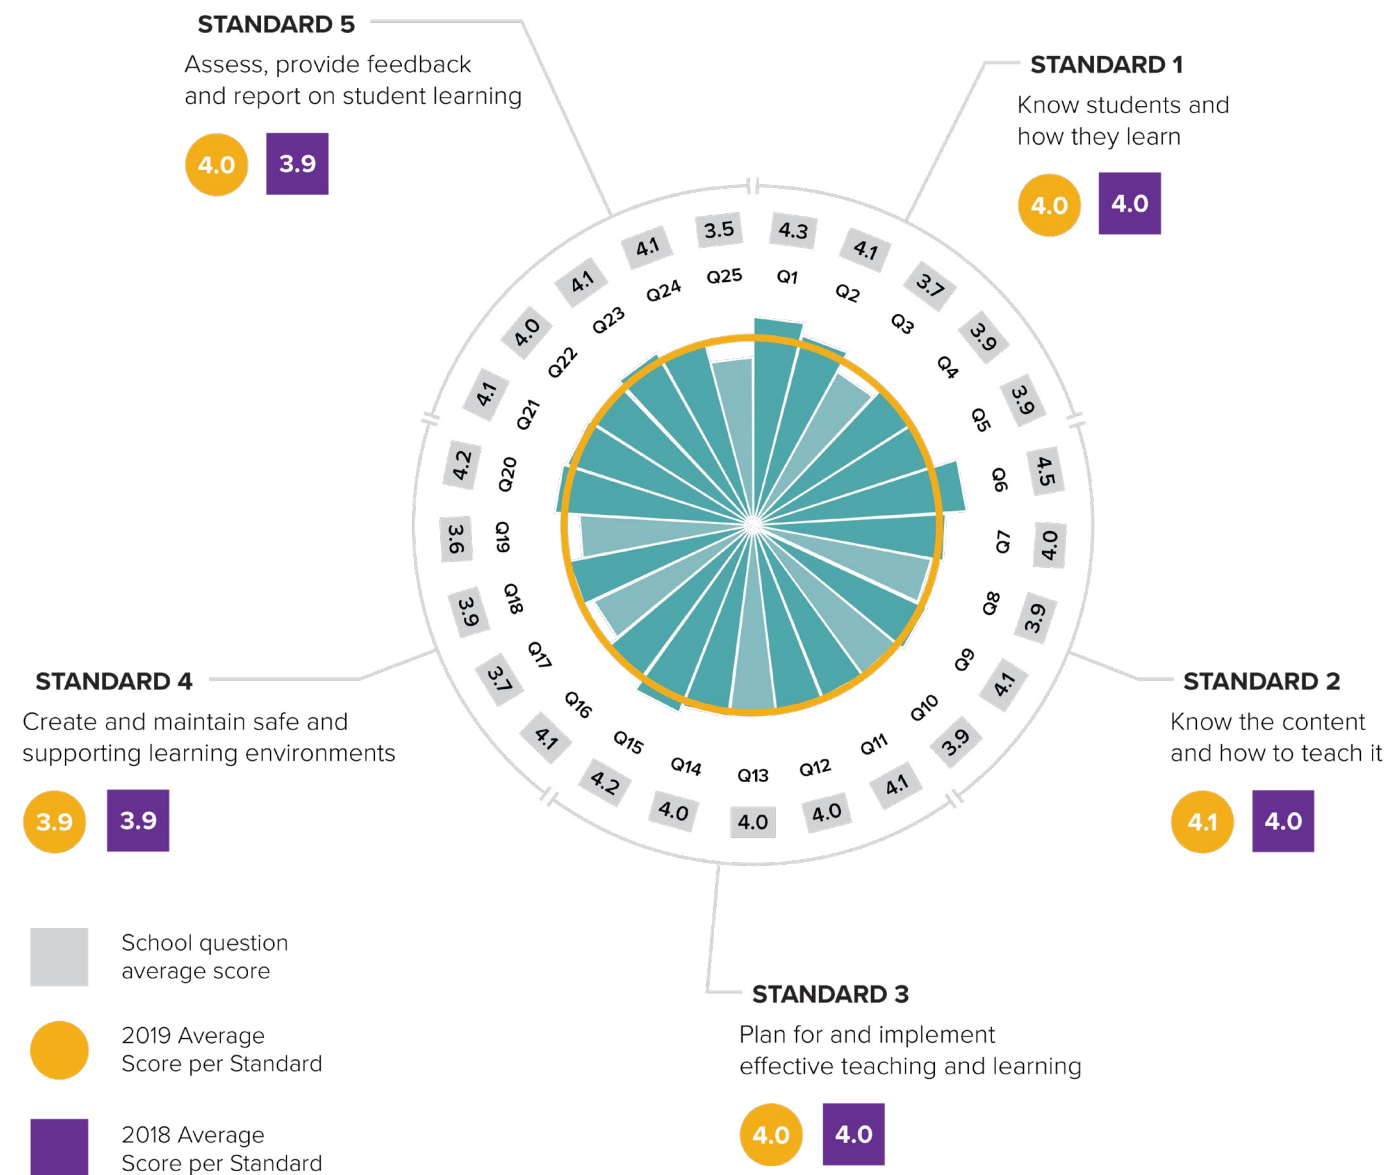 STANDARD 5
Assess, provide feedback
and report on student learning
4.0 3.9
STANDARD 1
Know students and
how they learn
4.0 4.0
4.3
4.1
3.7
3.9
3.9
4.5
4.0
3.9
4.1
3.9
4.1
4.0
4.0
4.0
4.2
4.1
3.7
3.9
3.6
4.2
4.1
4.0
4.1
4.1
3.5
Q1
Q2
Q3
Q4
Q5
Q6
Q7
Q8
Q9
Q10
Q11
Q12
Q13
Q14
Q15
Q16
Q17
Q18
Q19
Q20
Q21
Q22
Q23
Q24
Q25
STANDARD 4
Create and maintain safe and
supporting learning environments
3.9 3.9
STANDARD 2
Know the content
and how to teach it
4.1 4.0
School question
average score
2019 Average
Score per Standard
2018 Average
Score per Standard
STANDARD 3
Plan for and implement
effective teaching and learning
4.0 4.0